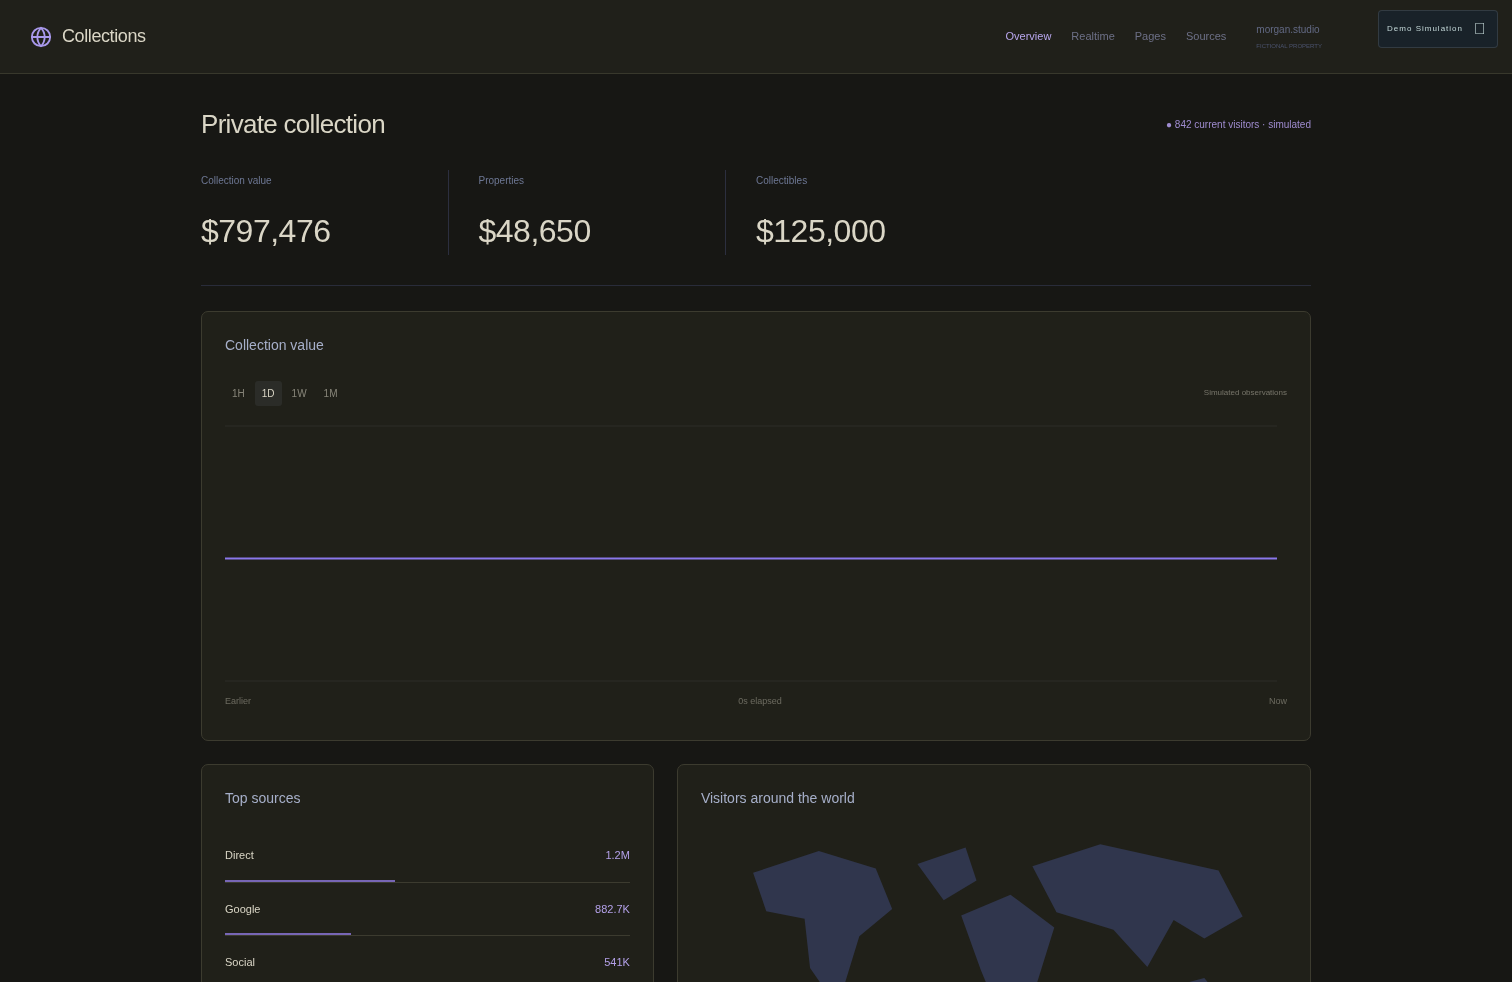 Collections
Overview
Realtime
Pages
Sources
morgan.studio
FICTIONAL PROPERTY
Demo Simulation
Private collection
● 842 current visitors · simulated
Collection value
Properties
Collectibles
$797,476
$48,650
$125,000
Collection value
1H
1D
1W
1M
Simulated observations
Earlier
0s elapsed
Now
Top sources
Direct
1.2M
Google
882.7K
Social
541K
Visitors around the world